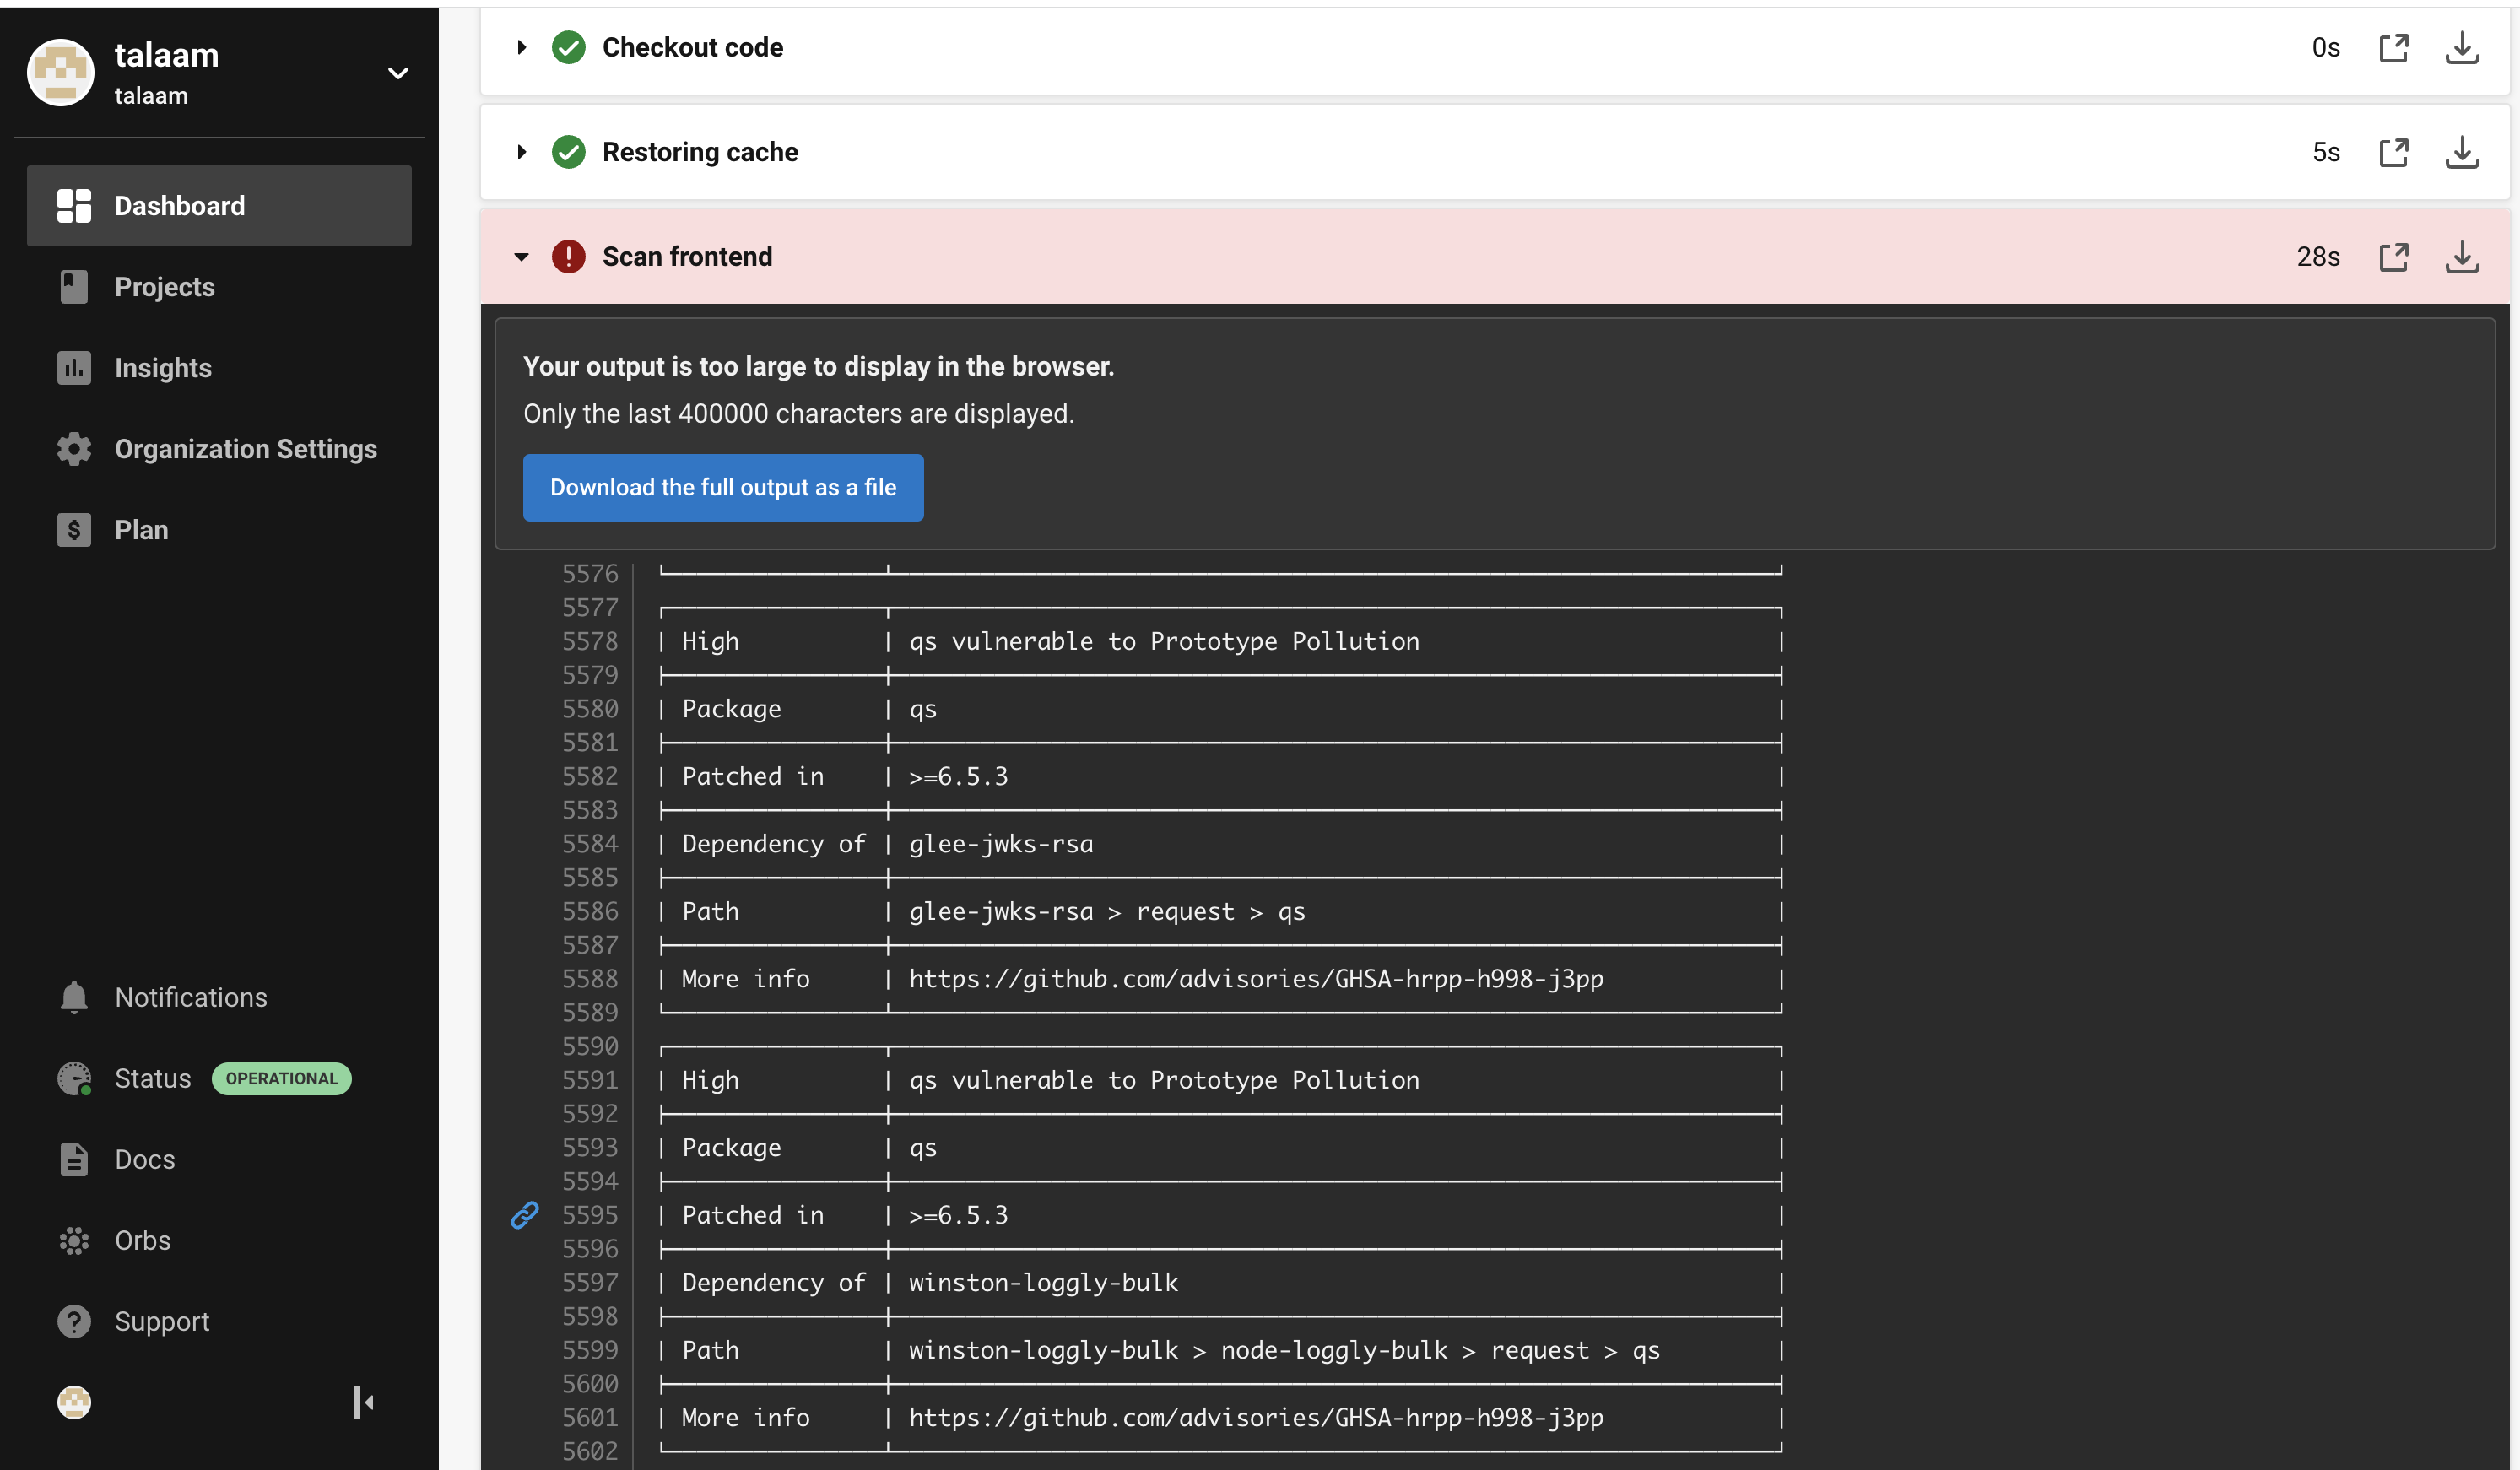 talaam
talaam
Dashboard
Projects
Insights
Organization Settings
Plan
Notifications
Status OPERATIONAL
Docs
Orbs
Support
Checkout code 0s
Restoring cache 5s
Scan frontend 28s
Your output is too large to display in the browser.
Only the last 400000 characters are displayed.
Download the full output as a file
5576
5577
5578 | High | qs vulnerable to Prototype Pollution |
5579
5580 | Package | qs |
5581
5582 | Patched in | >=6.5.3 |
5583
5584 | Dependency of | glee-jwks-rsa |
5585
5586 | Path | glee-jwks-rsa > request > qs |
5587
5588 | More info | https://github.com/advisories/GHSA-hrpp-h998-j3pp |
5589
5590
5591 | High | qs vulnerable to Prototype Pollution |
5592
5593 | Package | qs |
5594
5595 | Patched in | >=6.5.3 |
5596
5597 | Dependency of | winston-loggly-bulk |
5598
5599 | Path | winston-loggly-bulk > node-loggly-bulk > request > qs |
5600
5601 | More info | https://github.com/advisories/GHSA-hrpp-h998-j3pp |
5602